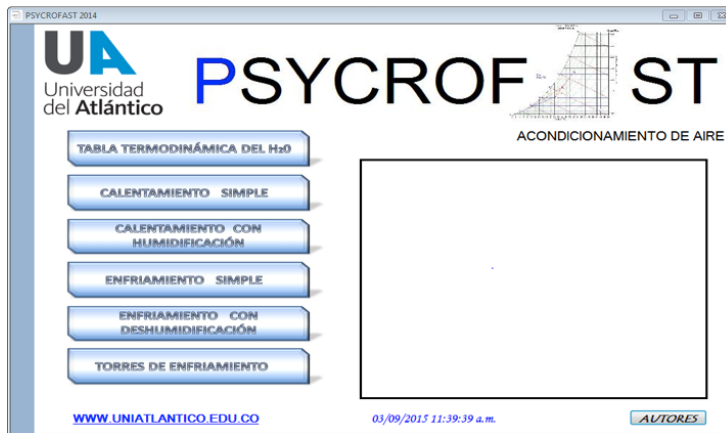 PSYCROFAST 2014
UA
Universidad
del Atlántico
PSYCROF ST
ACONDICIONAMIENTO DE AIRE
TABLA TERMODINÁMICA DEL H₂0
CALENTAMIENTO SIMPLE
CALENTAMIENTO CON
HUMIDIFICACIÓN
ENFRIAMIENTO SIMPLE
ENFRIAMIENTO CON
DESHUMIDIFICACIÓN
TORRES DE ENFRIAMIENTO
WWW.UNIATLANTICO.EDU.CO
03/09/2015 11:39:39 a.m.
AUTORES